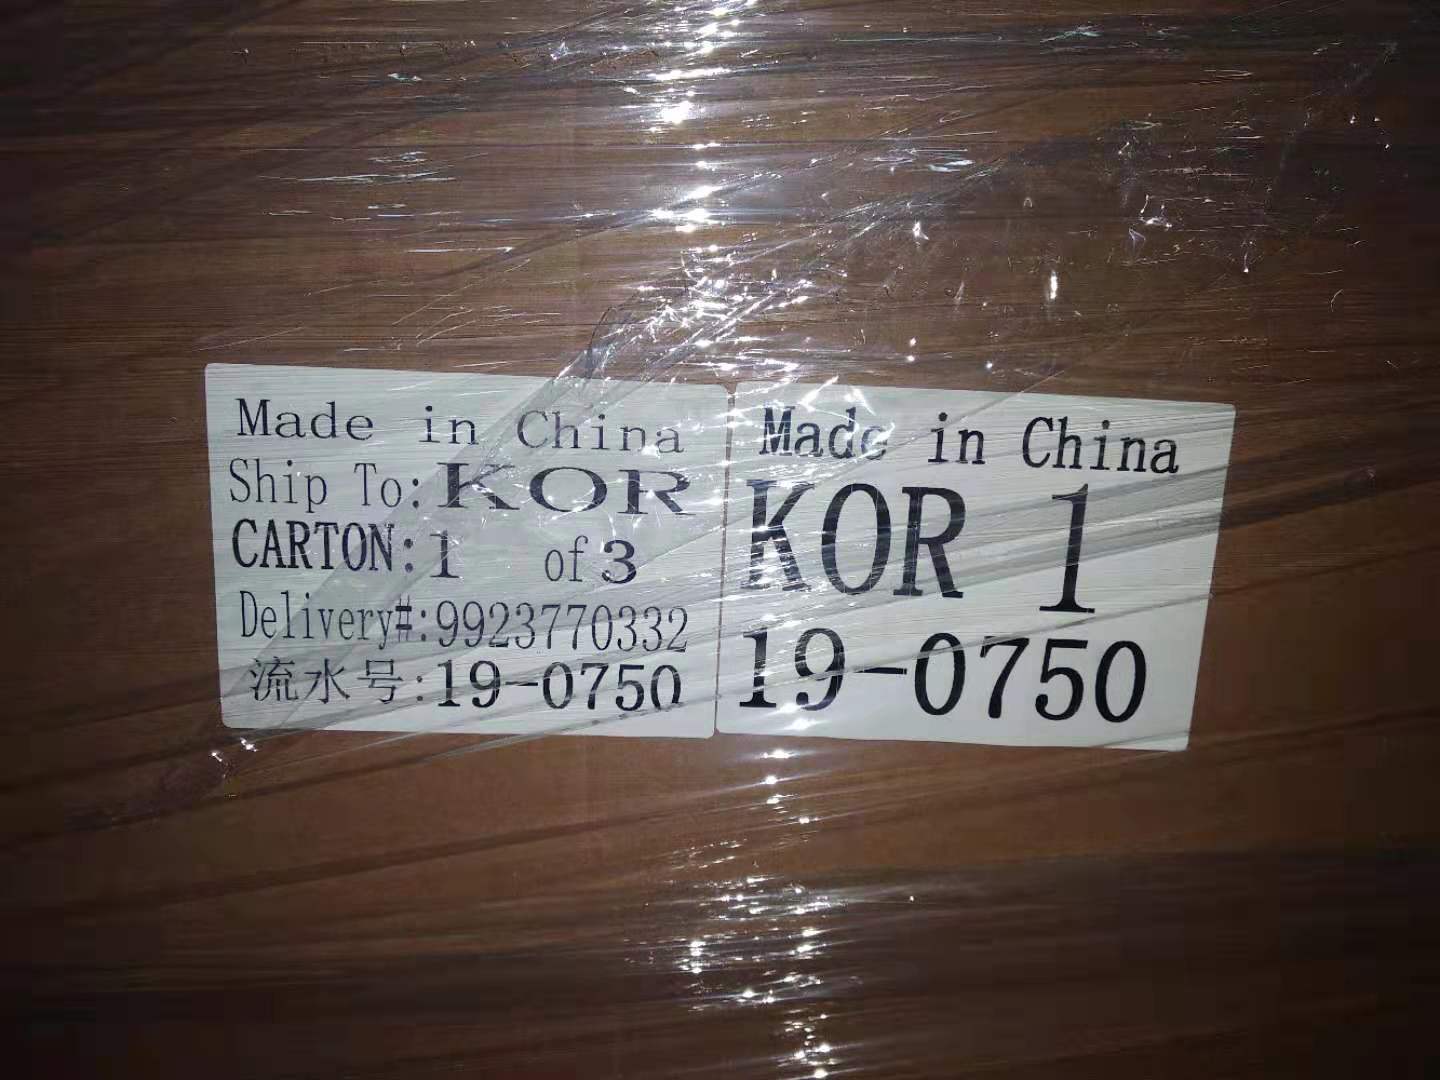 Made in China
Ship To:KOR
CARTON:1 of 3
Delivery#:9923770332
流水号:19-0750
Made in China
KOR 1
19-0750